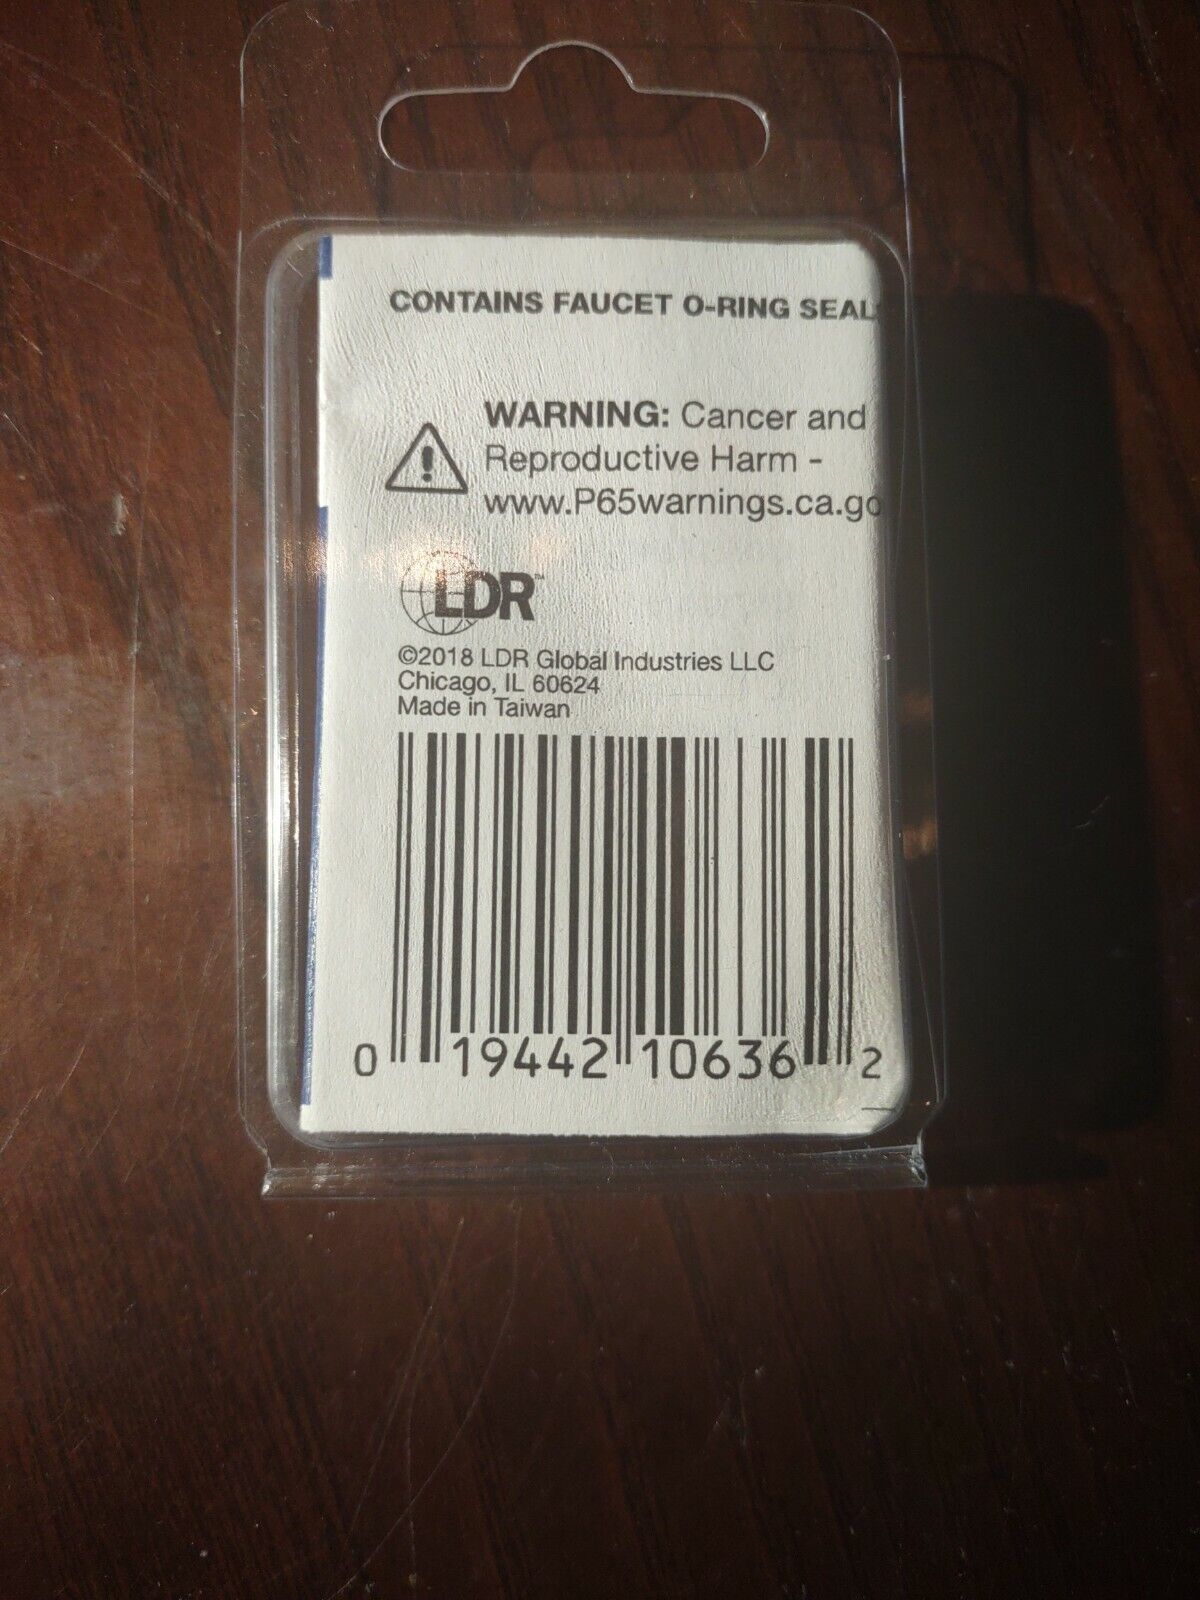 CONTAINS FAUCET O-RING SEAL
WARNING: Cancer and
Reproductive Harm -
www.P65warnings.ca.go
LDR™
©2018 LDR Global Industries LLC
Chicago, IL 60624
Made in Taiwan
0 19442 10636 2